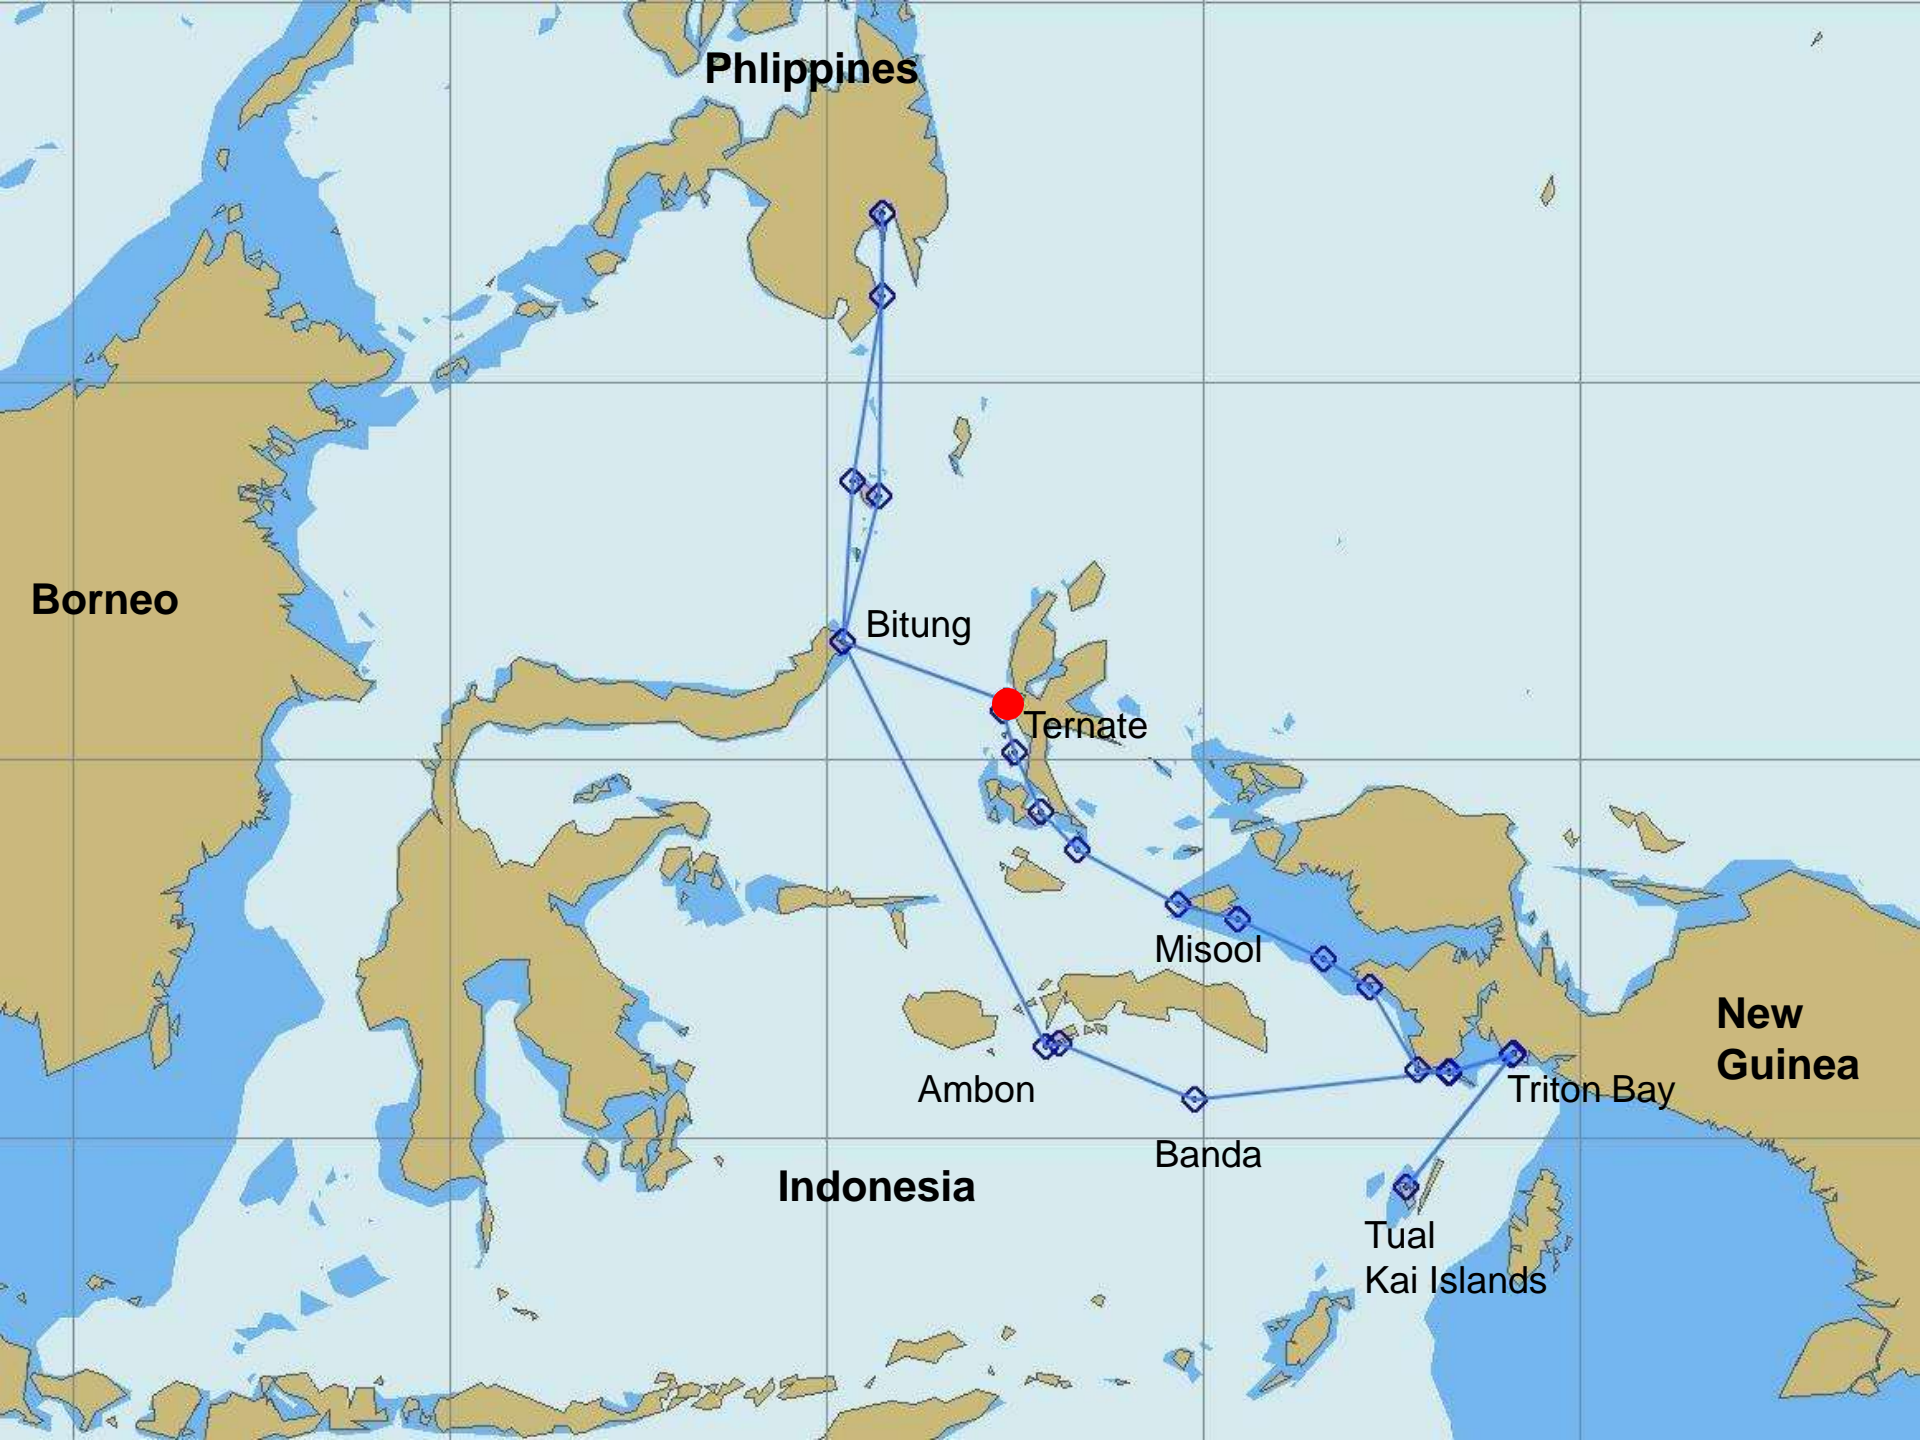 Phlippines
Borneo
Bitung
Ternate
Misool
New
Guinea
Ambon
Triton Bay
Banda
Indonesia
Tual
Kai Islands